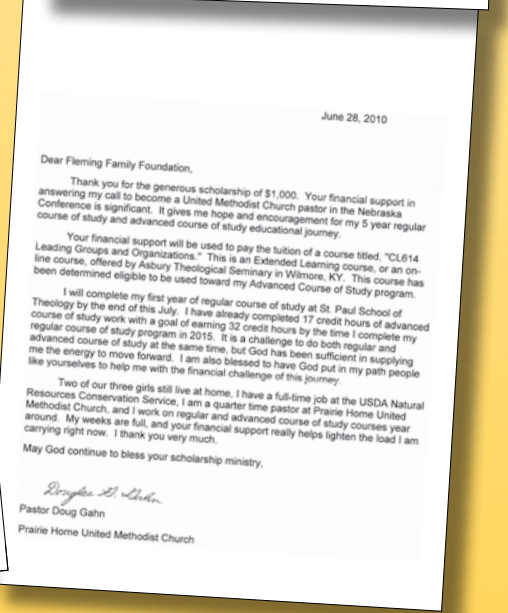 June 28, 2010
Dear Fleming Family Foundation,
Thank you for the generous scholarship of $1,000. Your financial support in
answering my call to become a United Methodist Church pastor in the Nebraska
Conference is significant. It gives me hope and encouragement for my 5 year regular
course of study and advanced course of study educational journey.
Your financial support will be used to pay the tuition of a course titled, "CL614
Leading Groups and Organizations." This is an Extended Learning course, or an on-
line course, offered by Asbury Theological Seminary in Wilmore, KY. This course has
been determined eligible to be used toward my Advanced Course of Study program.
I will complete my first year of regular course of study at St. Paul School of
Theology by the end of this July. I have already completed 17 credit hours of advanced
course of study work with a goal of earning 32 credit hours by the time I complete my
regular course of study program in 2015. It is a challenge to do both regular and
advanced course of study at the same time, but God has been sufficient in supplying
me the energy to move forward. I am also blessed to have God put in my path people
like yourselves to help me with the financial challenge of this journey.
Two of our three girls still live at home, I have a full-time job at the USDA Natural
Resources Conservation Service, I am a quarter time pastor at Prairie Home United
Methodist Church, and I work on regular and advanced course of study courses year
around. My weeks are full, and your financial support really helps lighten the load I am
carrying right now. I thank you very much.
May God continue to bless your scholarship ministry,
Douglas D. Gahn
Pastor Doug Gahn
Prairie Home United Methodist Church